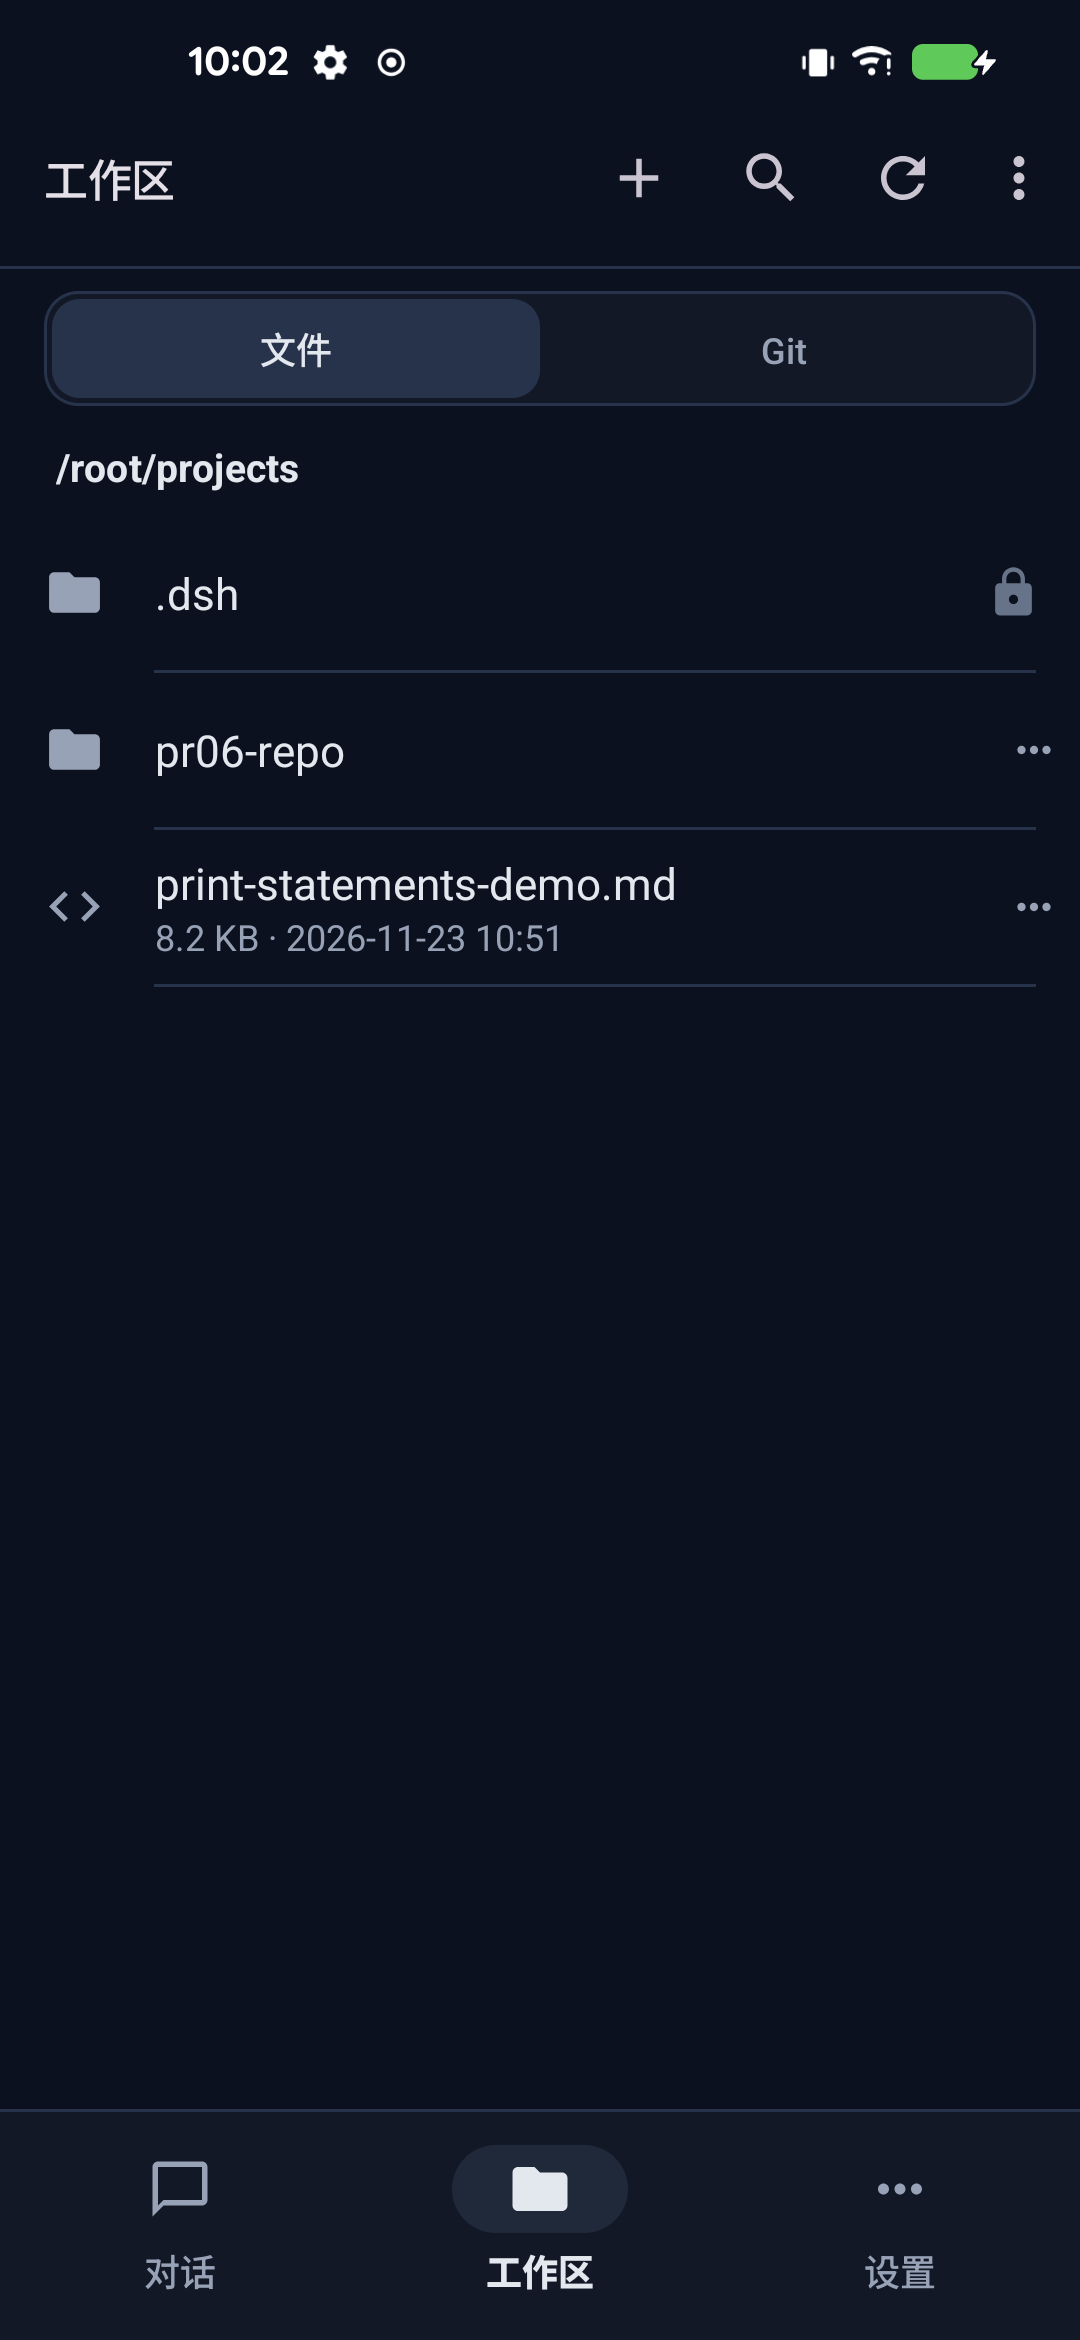 10:02
工作区
文件
Git
/root/projects
.dsh
pr06-repo
print-statements-demo.md
8.2 KB · 2026-11-23 10:51
对话
工作区
设置